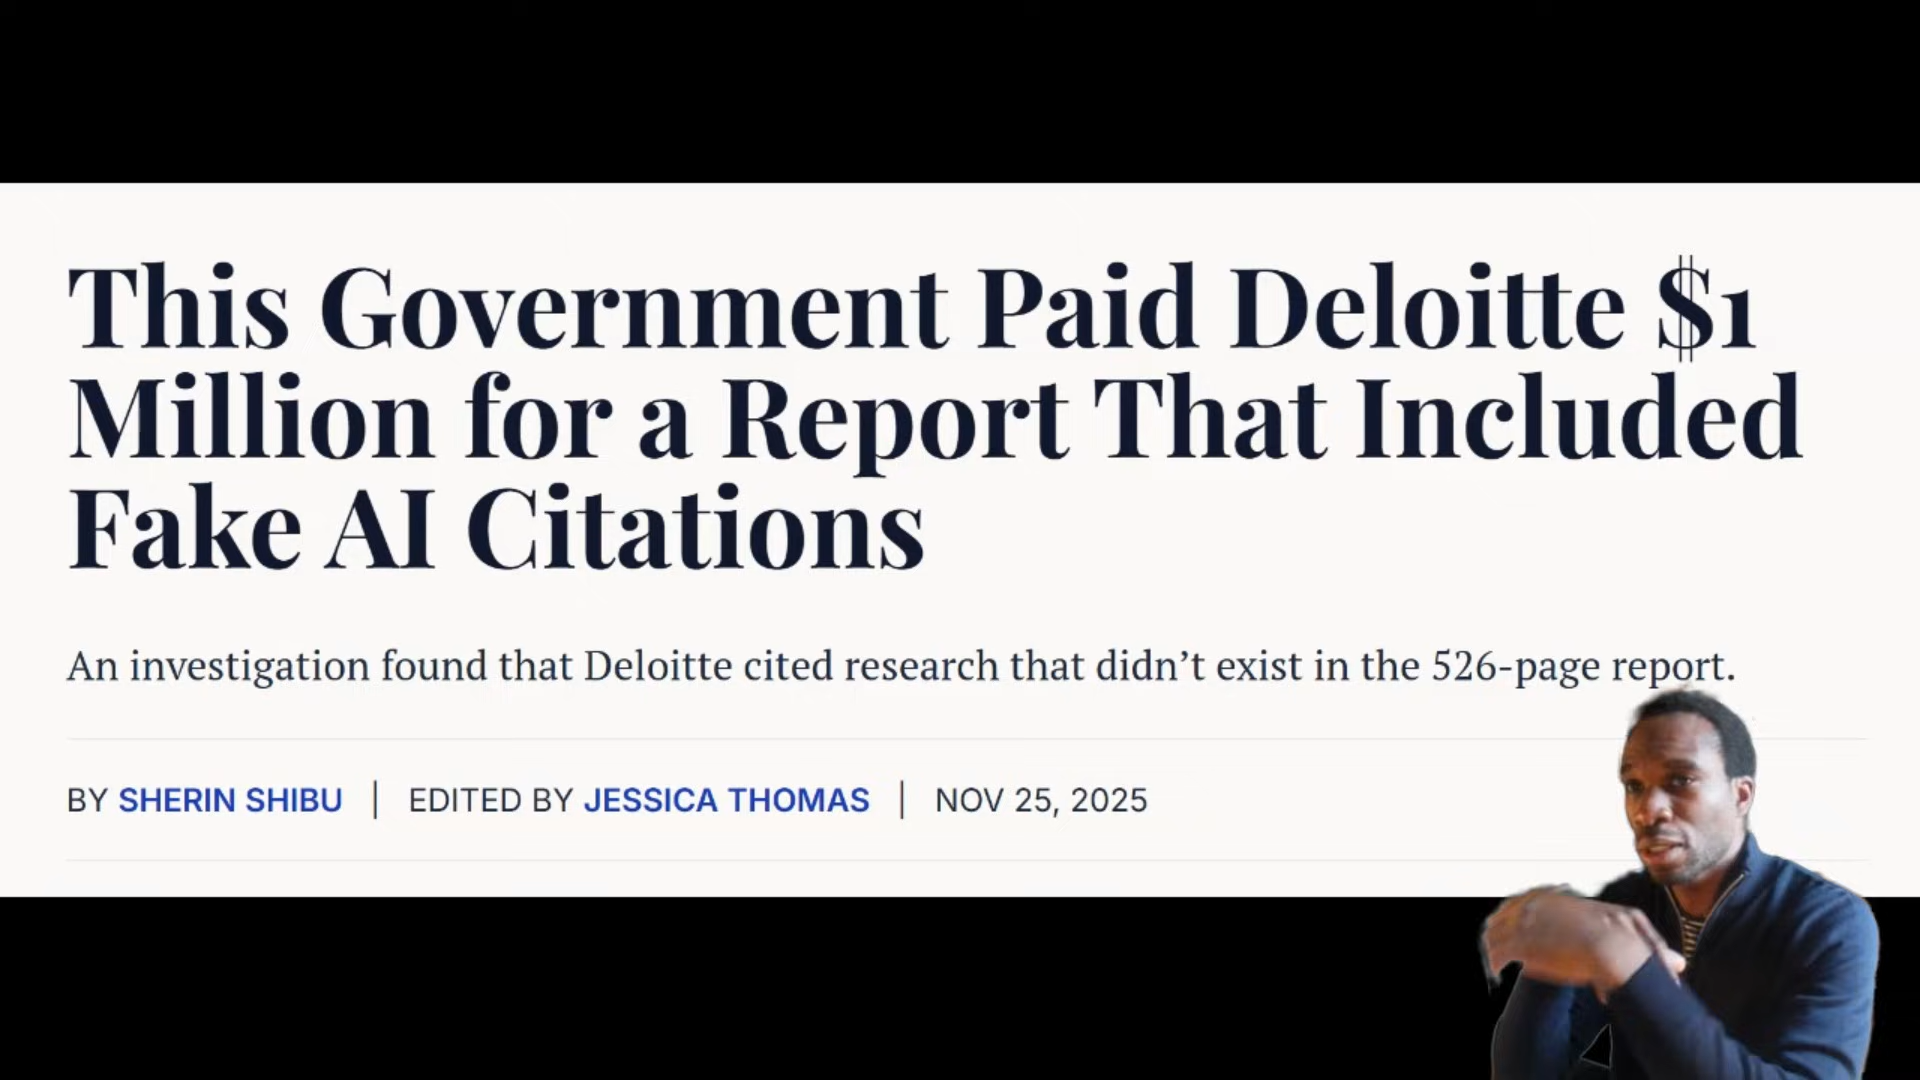 This Government Paid Deloitte $1
Million for a Report That Included
Fake AI Citations
An investigation found that Deloitte cited research that didn’t exist in the 526-page report.
BY SHERIN SHIBU | EDITED BY JESSICA THOMAS | NOV 25, 2025